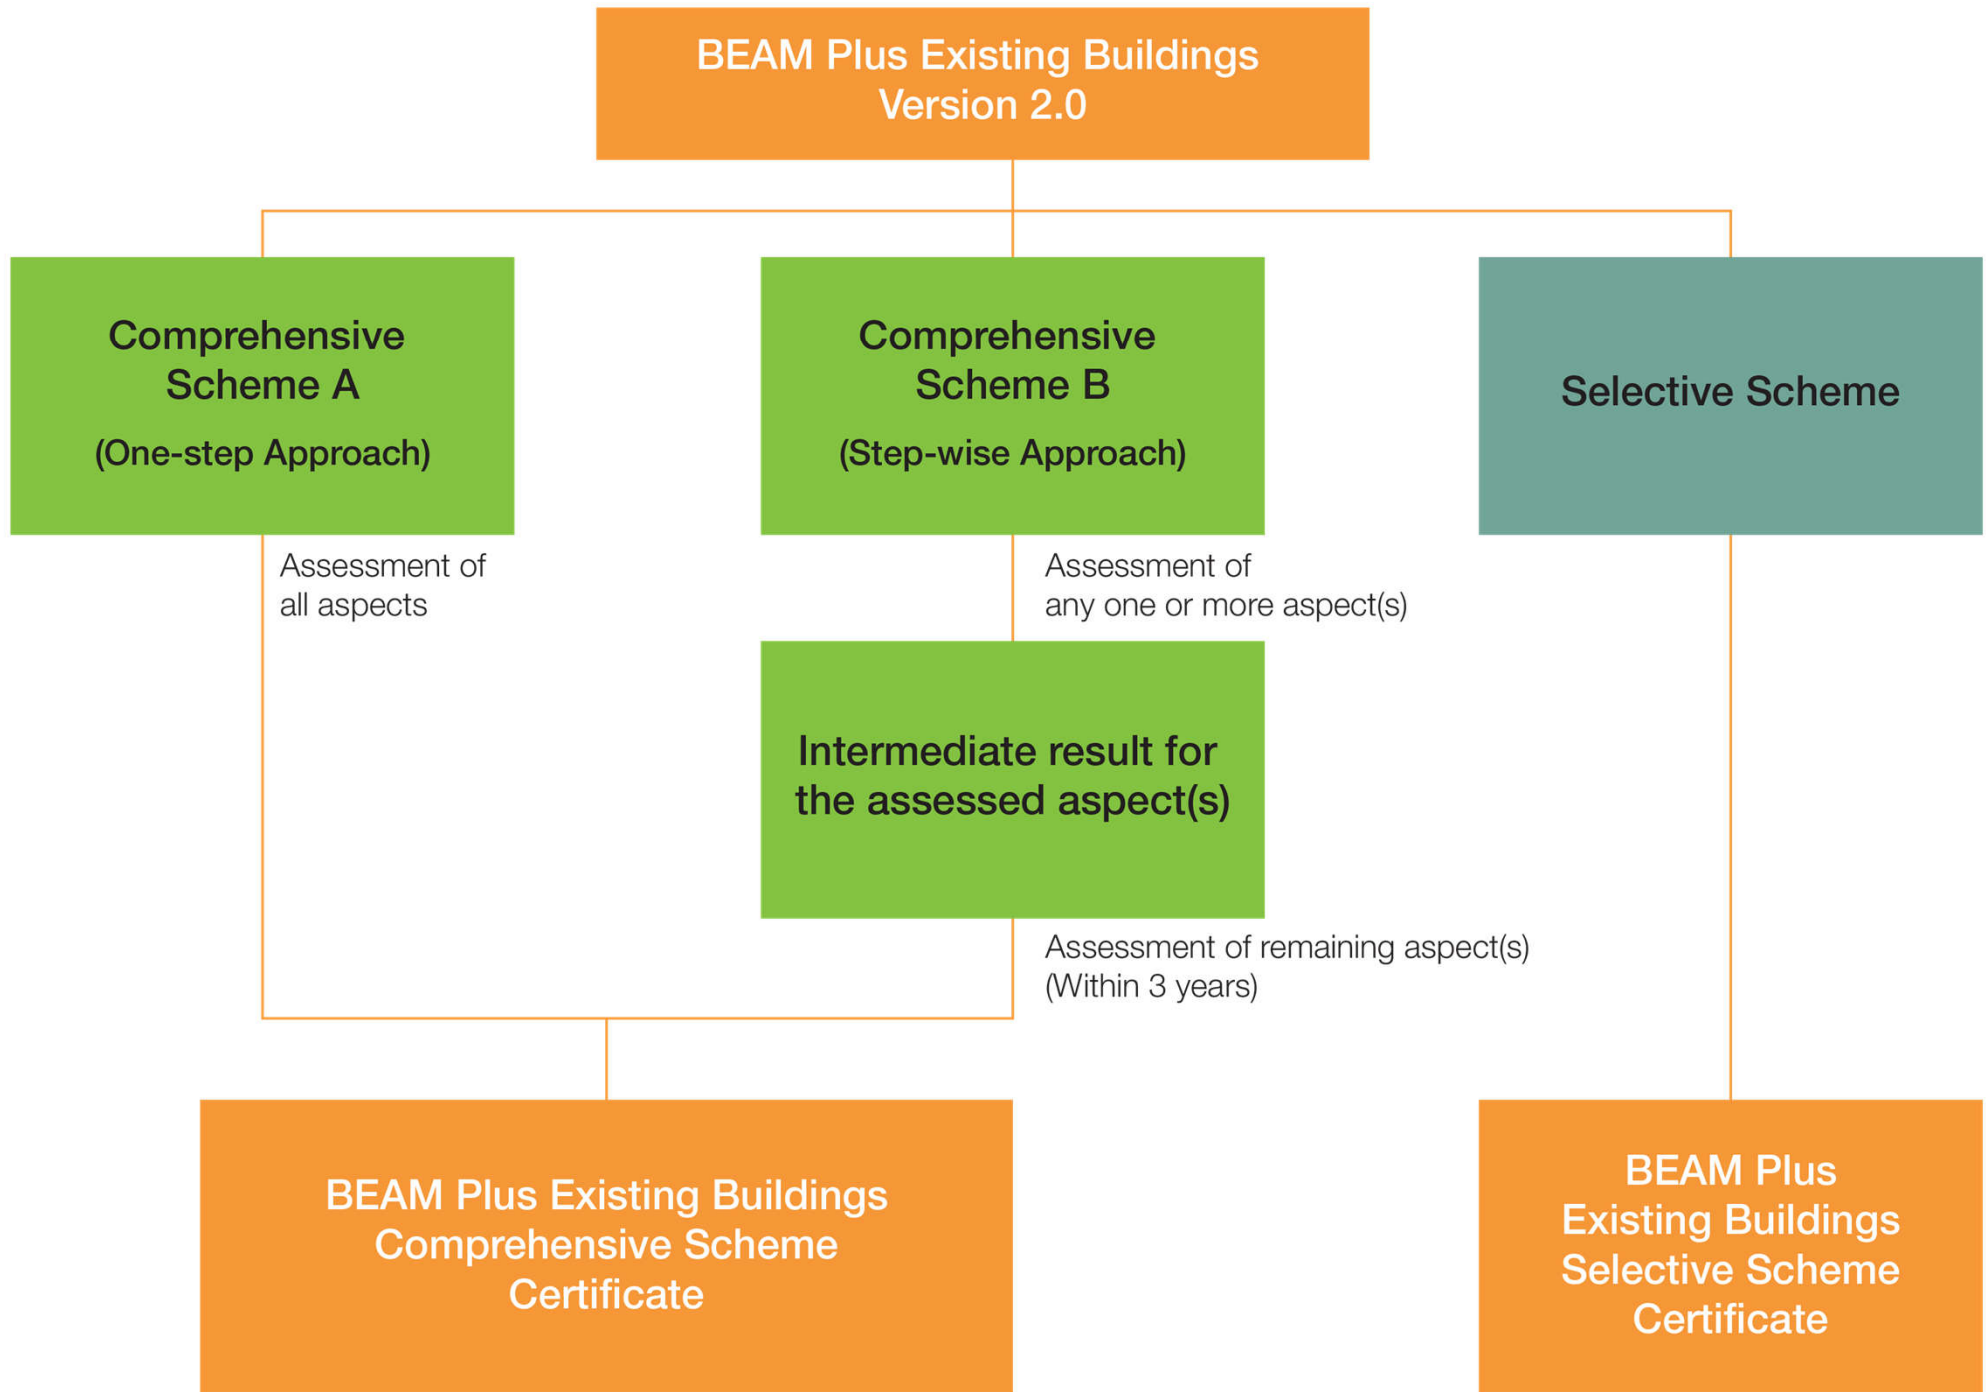 BEAM Plus Existing Buildings
Version 2.0
Comprehensive
Scheme A
(One-step Approach)
Comprehensive
Scheme B
(Step-wise Approach)
Selective Scheme
Assessment of
all aspects
Assessment of
any one or more aspect(s)
Intermediate result for
the assessed aspect(s)
Assessment of remaining aspect(s)
(Within 3 years)
BEAM Plus Existing Buildings
Comprehensive Scheme
Certificate
BEAM Plus
Existing Buildings
Selective Scheme
Certificate